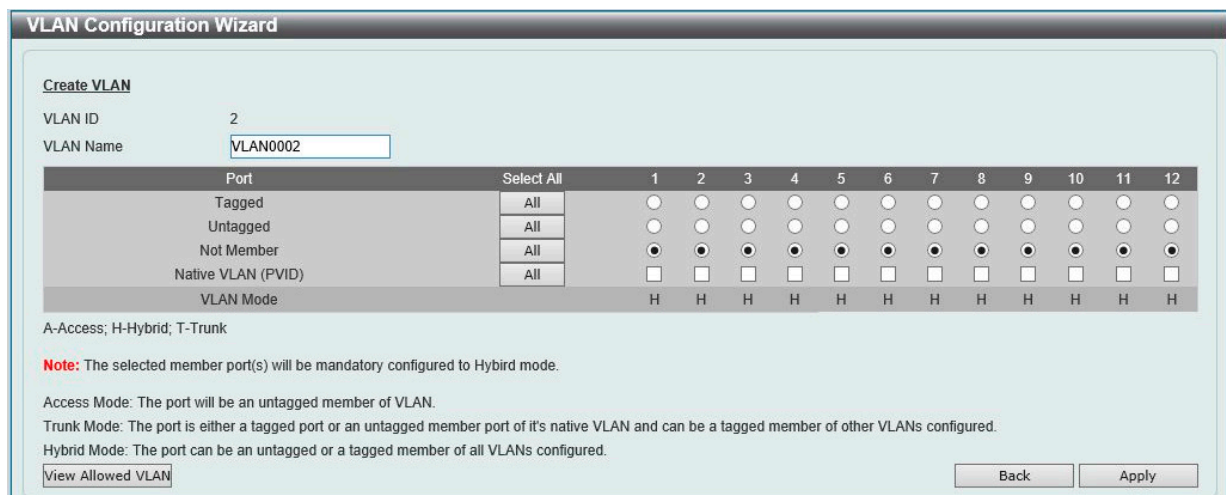 VLAN Configuration Wizard
Create VLAN
VLAN ID 2
VLAN Name VLAN0002
Port Select All 1 2 3 4 5 6 7 8 9 10 11 12
Tagged All
Untagged All
Not Member All
Native VLAN (PVID) All
VLAN Mode H H H H H H H H H H H H
A-Access; H-Hybrid; T-Trunk
Note: The selected member port(s) will be mandatory configured to Hybird mode.
Access Mode: The port will be an untagged member of VLAN.
Trunk Mode: The port is either a tagged port or an untagged member port of it's native VLAN and can be a tagged member of other VLANs configured.
Hybrid Mode: The port can be an untagged or a tagged member of all VLANs configured.
View Allowed VLAN Back Apply